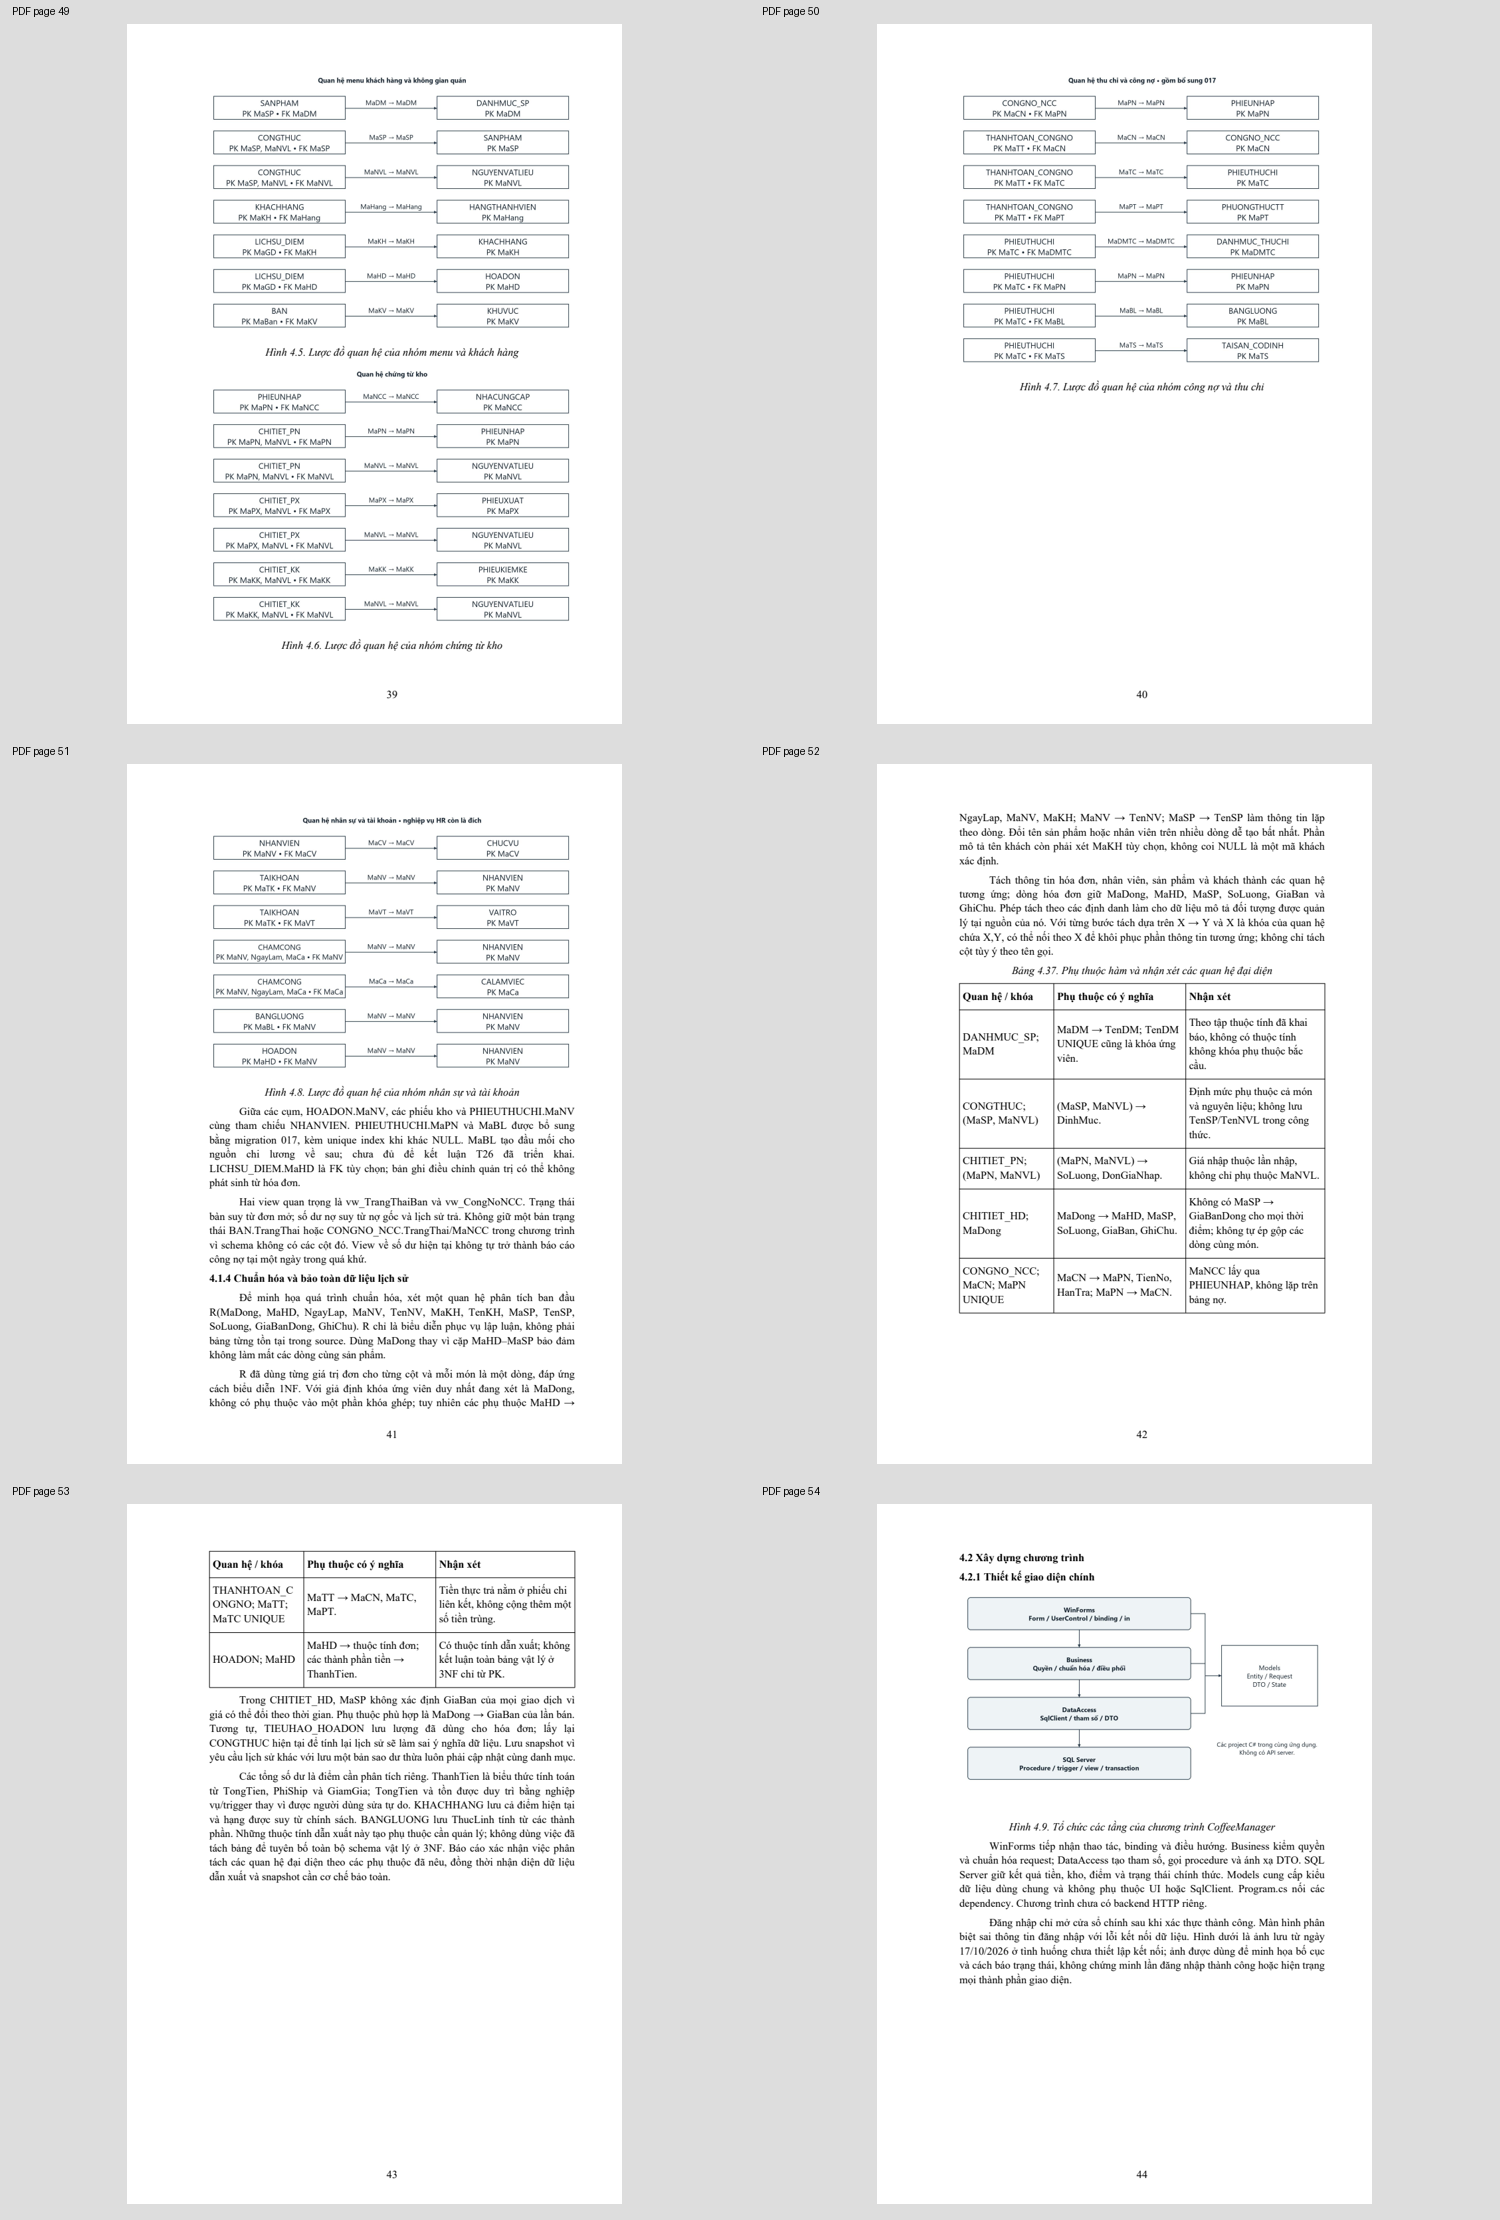 PDF page 49
Quan hệ menu khách hàng và không gian quán
SANPHAM
PK MaSP • FK MaDM
MaDM → MaDM
DANHMUC_SP
PK MaDM
CONGTHUC
PK MaSP, MaNVL • FK MaSP
MaSP → MaSP
SANPHAM
PK MaSP
CONGTHUC
PK MaSP, MaNVL • FK MaNVL
MaNVL → MaNVL
NGUYENVATLIEU
PK MaNVL
KHACHHANG
PK MaKH • FK MaHang
MaHang → MaHang
HANGTHANHVIEN
PK MaHang
LICHSU_DIEM
PK MaGD • FK MaKH
MaKH → MaKH
KHACHHANG
PK MaKH
LICHSU_DIEM
PK MaGD • FK MaHD
MaHD → MaHD
HOADON
PK MaHD
BAN
PK MaBan • FK MaKV
MaKV → MaKV
KHUVUC
PK MaKV
Hình 4.5. Lược đồ quan hệ của nhóm menu và khách hàng
Quan hệ chứng từ kho
PHIEUNHAP
PK MaPN • FK MaNCC
MaNCC → MaNCC
NHACUNGCAP
PK MaNCC
CHITIET_PN
PK MaPN, MaNVL • FK MaPN
MaPN → MaPN
PHIEUNHAP
PK MaPN
CHITIET_PN
PK MaPN, MaNVL • FK MaNVL
MaNVL → MaNVL
NGUYENVATLIEU
PK MaNVL
CHITIET_PX
PK MaPX, MaNVL • FK MaPX
MaPX → MaPX
PHIEUXUAT
PK MaPX
CHITIET_PX
PK MaPX, MaNVL • FK MaNVL
MaNVL → MaNVL
NGUYENVATLIEU
PK MaNVL
CHITIET_KK
PK MaKK, MaNVL • FK MaKK
MaKK → MaKK
PHIEUKIEMKE
PK MaKK
CHITIET_KK
PK MaKK, MaNVL • FK MaNVL
MaNVL → MaNVL
NGUYENVATLIEU
PK MaNVL
Hình 4.6. Lược đồ quan hệ của nhóm chứng từ kho
39
PDF page 50
Quan hệ thu chi và công nợ • gồm bổ sung 017
CONGNO_NCC
PK MaCN • FK MaPN
MaPN → MaPN
PHIEUNHAP
PK MaPN
THANHTOAN_CONGNO
PK MaTT • FK MaCN
MaCN → MaCN
CONGNO_NCC
PK MaCN
THANHTOAN_CONGNO
PK MaTT • FK MaTC
MaTC → MaTC
PHIEUTHUCHI
PK MaTC
THANHTOAN_CONGNO
PK MaTT • FK MaPT
MaPT → MaPT
PHUONGTHUCTT
PK MaPT
PHIEUTHUCHI
PK MaTC • FK MaDMTC
MaDMTC → MaDMTC
DANHMUC_THUCHI
PK MaDMTC
PHIEUTHUCHI
PK MaTC • FK MaPN
MaPN → MaPN
PHIEUNHAP
PK MaPN
PHIEUTHUCHI
PK MaTC • FK MaBL
MaBL → MaBL
BANGLUONG
PK MaBL
PHIEUTHUCHI
PK MaTC • FK MaTS
MaTS → MaTS
TAISAN_CODINH
PK MaTS
Hình 4.7. Lược đồ quan hệ của nhóm công nợ và thu chi
40
PDF page 51
Quan hệ nhân sự và tài khoản • nghiệp vụ HR còn là đích
NHANVIEN
PK MaNV • FK MaCV
MaCV → MaCV
CHUCVU
PK MaCV
TAIKHOAN
PK MaTK • FK MaNV
MaNV → MaNV
NHANVIEN
PK MaNV
TAIKHOAN
PK MaTK • FK MaVT
MaVT → MaVT
VAITRO
PK MaVT
CHAMCONG
PK MaNV, NgayLam, MaCa • FK MaNV
MaNV → MaNV
NHANVIEN
PK MaNV
CHAMCONG
PK MaNV, NgayLam, MaCa • FK MaCa
MaCa → MaCa
CALAMVIEC
PK MaCa
BANGLUONG
PK MaBL • FK MaNV
MaNV → MaNV
NHANVIEN
PK MaNV
HOADON
PK MaHD • FK MaNV
MaNV → MaNV
NHANVIEN
PK MaNV
Hình 4.8. Lược đồ quan hệ của nhóm nhân sự và tài khoản
Giữa các cụm, HOADON.MaNV, các phiếu kho và PHIEUTHUCHI.MaNV
cùng tham chiếu NHANVIEN. PHIEUTHUCHI.MaPN và MaBL được bổ sung
bằng migration 017, kèm unique index khi khác NULL. MaBL tạo đầu mối cho
nguồn chi lương về sau; chưa đủ để kết luận T26 đã triển khai.
LICHSU_DIEM.MaHD là FK tùy chọn; bản ghi điều chỉnh quản trị có thể không
phát sinh từ hóa đơn.
Hai view quan trọng là vw_TrangThaiBan và vw_CongNoNCC. Trạng thái
bàn suy từ đơn mở; số dư nợ suy từ nợ gốc và lịch sử trả. Không giữ một bản trạng
thái BAN.TrangThai hoặc CONGNO_NCC.TrangThai/MaNCC trong chương trình
vì schema không có các cột đó. View về số dư hiện tại không tự trở thành báo cáo
công nợ tại một ngày trong quá khứ.
4.1.4 Chuẩn hóa và bảo toàn dữ liệu lịch sử
Để minh họa quá trình chuẩn hóa, xét một quan hệ phân tích ban đầu
R(MaDong, MaHD, NgayLap, MaNV, TenNV, MaKH, TenKH, MaSP, TenSP,
SoLuong, GiaBanDong, GhiChu). R chỉ là biểu diễn phục vụ lập luận, không phải
bảng từng tồn tại trong source. Dùng MaDong thay vì cặp MaHD–MaSP bảo đảm
không làm mất các dòng cùng sản phẩm.
R đã dùng từng giá trị đơn cho từng cột và mỗi món là một dòng, đáp ứng
cách biểu diễn 1NF. Với giả định khóa ứng viên duy nhất đang xét là MaDong,
không có phụ thuộc vào một phần khóa ghép; tuy nhiên các phụ thuộc MaHD →
41
PDF page 52
NgayLap, MaNV, MaKH; MaNV → TenNV; MaSP → TenSP làm thông tin lặp
theo dòng. Đổi tên sản phẩm hoặc nhân viên trên nhiều dòng dễ tạo bất nhất. Phần
mô tả tên khách còn phải xét MaKH tùy chọn, không coi NULL là một mã khách
xác định.
Tách thông tin hóa đơn, nhân viên, sản phẩm và khách thành các quan hệ
tương ứng; dòng hóa đơn giữ MaDong, MaHD, MaSP, SoLuong, GiaBan và
GhiChu. Phép tách theo các định danh làm cho dữ liệu mô tả đối tượng được quản
lý tại nguồn của nó. Với từng bước tách dựa trên X → Y và X là khóa của quan hệ
chứa X,Y, có thể nối theo X để khôi phục phần thông tin tương ứng; không chỉ tách
cột tùy ý theo tên gọi.
Bảng 4.37. Phụ thuộc hàm và nhận xét các quan hệ đại diện
Quan hệ / khóa
Phụ thuộc có ý nghĩa
Nhận xét
DANHMUC_SP;
MaDM
MaDM → TenDM; TenDM
UNIQUE cũng là khóa ứng
viên.
Theo tập thuộc tính đã khai
báo, không có thuộc tính
không khóa phụ thuộc bắc
cầu.
CONGTHUC;
(MaSP, MaNVL)
(MaSP, MaNVL) →
DinhMuc.
Định mức phụ thuộc cả món
và nguyên liệu; không lưu
TenSP/TenNVL trong công
thức.
CHITIET_PN;
(MaPN, MaNVL)
(MaPN, MaNVL) →
SoLuong, DonGiaNhap.
Giá nhập thuộc lần nhập,
không chỉ phụ thuộc MaNVL.
CHITIET_HD;
MaDong
MaDong → MaHD, MaSP,
SoLuong, GiaBan, GhiChu.
Không có MaSP →
GiaBanDong cho mọi thời
điểm; không tự ép gộp các
dòng cùng món.
CONGNO_NCC;
MaCN; MaPN
UNIQUE
MaCN → MaPN, TienNo,
HanTra; MaPN → MaCN.
MaNCC lấy qua
PHIEUNHAP, không lặp trên
bảng nợ.
42
PDF page 53
Quan hệ / khóa
Phụ thuộc có ý nghĩa
Nhận xét
THANHTOAN_C
ONGNO; MaTT;
MaTC UNIQUE
MaTT → MaCN, MaTC,
MaPT.
Tiền thực trả nằm ở phiếu chi
liên kết, không cộng thêm một
số tiền trùng.
HOADON; MaHD
MaHD → thuộc tính đơn;
các thành phần tiền →
ThanhTien.
Có thuộc tính dẫn xuất; không
kết luận toàn bảng vật lý ở
3NF chỉ từ PK.
Trong CHITIET_HD, MaSP không xác định GiaBan của mọi giao dịch vì
giá có thể đổi theo thời gian. Phụ thuộc phù hợp là MaDong → GiaBan của lần bán.
Tương tự, TIEUHAO_HOADON lưu lượng đã dùng cho hóa đơn; lấy lại
CONGTHUC hiện tại để tính lại lịch sử sẽ làm sai ý nghĩa dữ liệu. Lưu snapshot vì
yêu cầu lịch sử khác với lưu một bản sao dư thừa luôn phải cập nhật cùng danh mục.
Các tổng số dư là điểm cần phân tích riêng. ThanhTien là biểu thức tính toán
từ TongTien, PhiShip và GiamGia; TongTien và tồn được duy trì bằng nghiệp
vụ/trigger thay vì được người dùng sửa tự do. KHACHHANG lưu cả điểm hiện tại
và hạng được suy từ chính sách. BANGLUONG lưu ThucLinh tính từ các thành
phần. Những thuộc tính dẫn xuất này tạo phụ thuộc cần quản lý; không dùng việc đã
tách bảng để tuyên bố toàn bộ schema vật lý ở 3NF. Báo cáo xác nhận việc phân
tách các quan hệ đại diện theo các phụ thuộc đã nêu, đồng thời nhận diện dữ liệu
dẫn xuất và snapshot cần cơ chế bảo toàn.
43
PDF page 54
4.2 Xây dựng chương trình
4.2.1 Thiết kế giao diện chính
WinForms
Form / UserControl / binding / in
Business
Quyền / chuẩn hóa / điều phối
DataAccess
SqlClient / tham số / DTO
SQL Server
Procedure / trigger / view / transaction
Models
Entity / Request
DTO / State
Các project C# trong cùng ứng dụng.
Không có API server.
Hình 4.9. Tổ chức các tầng của chương trình CoffeeManager
WinForms tiếp nhận thao tác, binding và điều hướng. Business kiểm quyền
và chuẩn hóa request; DataAccess tạo tham số, gọi procedure và ánh xạ DTO. SQL
Server giữ kết quả tiền, kho, điểm và trạng thái chính thức. Models cung cấp kiểu
dữ liệu dùng chung và không phụ thuộc UI hoặc SqlClient. Program.cs nối các
dependency. Chương trình chưa có backend HTTP riêng.
Đăng nhập chỉ mở cửa sổ chính sau khi xác thực thành công. Màn hình phân
biệt sai thông tin đăng nhập với lỗi kết nối dữ liệu. Hình dưới là ảnh lưu từ ngày
17/10/2026 ở tình huống chưa thiết lập kết nối; ảnh được dùng để minh họa bố cục
và cách báo trạng thái, không chứng minh lần đăng nhập thành công hoặc hiện trạng
mọi thành phần giao diện.
44